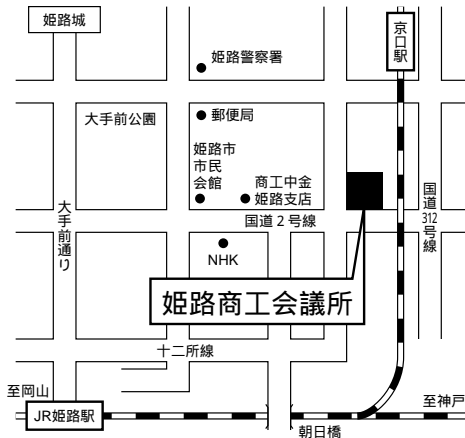 姫路城
京口駅
姫路警察署
大手前公園
郵便局
姫路市
市民
会館
商工中金
姫路支店
大手前通り
国道2号線
国道312号線
NHK
姫路商工会議所
十二所線
至岡山
JR姫路駅
至神戸
朝日橋